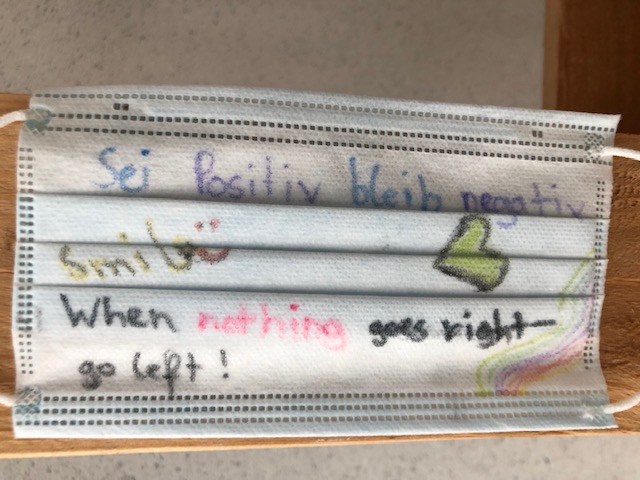 Sei Positiv bleib negativ
smile
When nothing goes right—
go left!